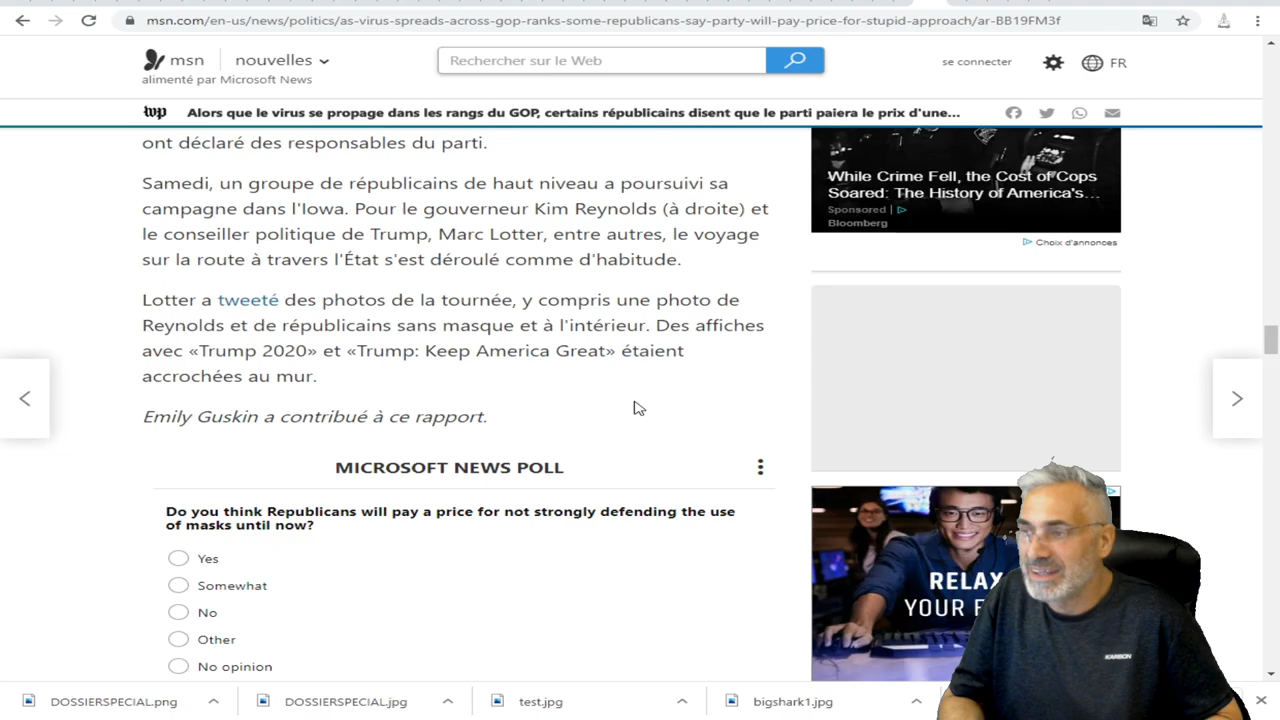 msn.com/en-us/news/politics/as-virus-spreads-across-gop-ranks-some-republicans-say-party-will-pay-price-for-stupid-approach/ar-BB19FM3f
msn
nouvelles
Rechercher sur le Web
se connecter
FR
alimenté par Microsoft News
wp
Alors que le virus se propage dans les rangs du GOP, certains républicains disent que le parti paiera le prix d'une...
ont déclaré des responsables du parti.
Samedi, un groupe de républicains de haut niveau a poursuivi sa
campagne dans l'Iowa. Pour le gouverneur Kim Reynolds (à droite) et
le conseiller politique de Trump, Marc Lotter, entre autres, le voyage
sur la route à travers l'État s'est déroulé comme d'habitude.
Lotter a tweeté des photos de la tournée, y compris une photo de
Reynolds et de républicains sans masque et à l'intérieur. Des affiches
avec «Trump 2020» et «Trump: Keep America Great» étaient
accrochées au mur.
Emily Guskin a contribué à ce rapport.
MICROSOFT NEWS POLL
Do you think Republicans will pay a price for not strongly defending the use
of masks until now?
Yes
Somewhat
No
Other
No opinion
While Crime Fell, the Cost of Cops
Soared: The History of America's...
Sponsored |
Bloomberg
Choix d'annonces
RELAX
YOUR
KARBON
DOSSIERSPECIAL.png
DOSSIERSPECIAL.jpg
test.jpg
bigshark1.jpg